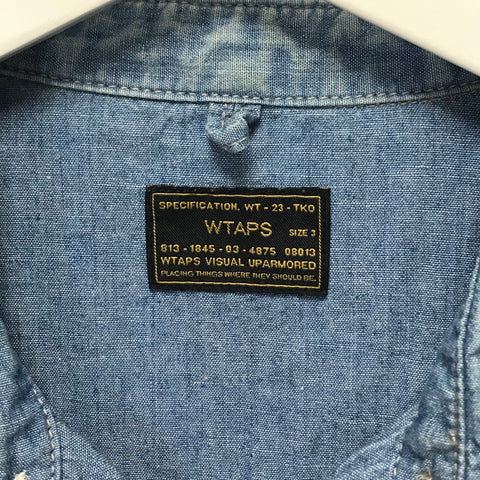 SPECIFICATION. WT - 23 - TKO
WTAPS SIZE 3
813 - 1845 - 03 - 4875 08013
WTAPS VISUAL UPARMORED
PLACING THINGS WHERE THEY SHOULD BE.